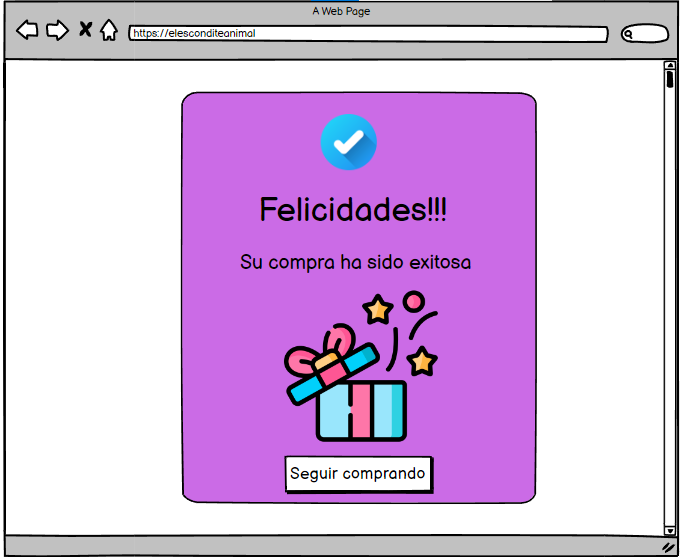 A Web Page
https://elesconditeanimal
Felicidades!!!
Su compra ha sido exitosa
Seguir comprando